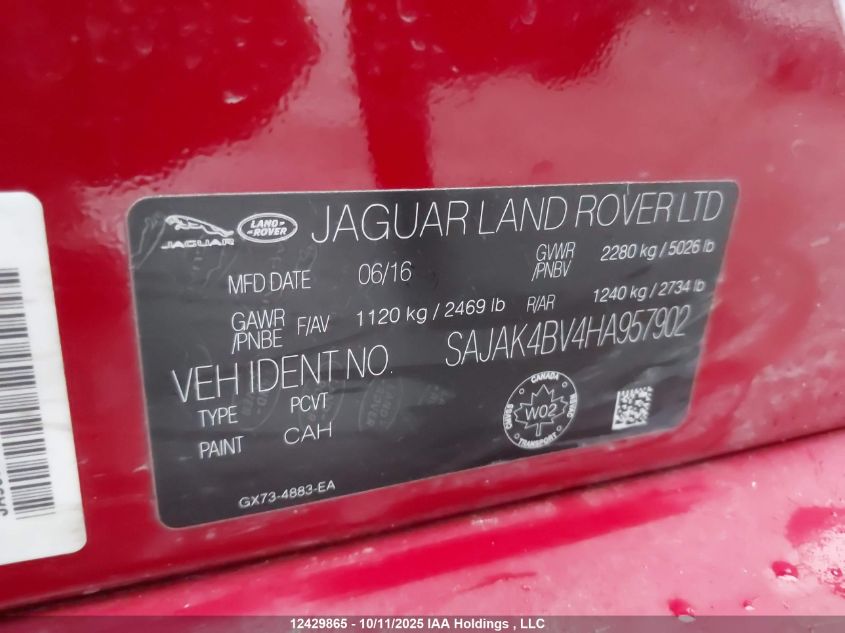 JAGUAR
LAND-
-ROVER
JAGUAR LAND ROVER LTD
MFD DATE 06/16 GVWR /PNBV 2280 kg / 5026 lb
GAWR /PNBE F/AV 1120 kg / 2469 lb R/AR 1240 kg / 2734 lb
VEH IDENT NO. SAJAK4BV4HA957902
TYPE PCVT
PAINT CAH
CANADA
W02
TRANSPORT
GX73-4883-EA
12429865 - 10/11/2025 IAA Holdings , LLC